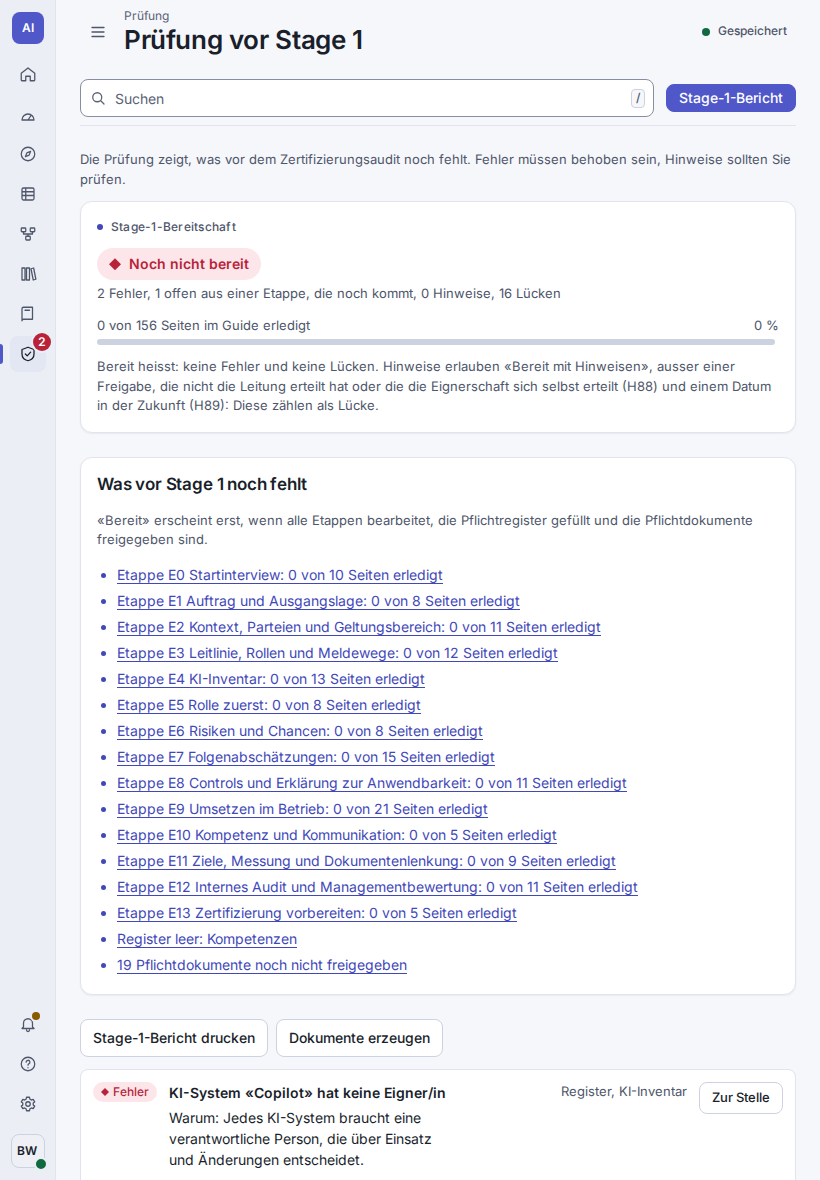 AI
Prüfung
Prüfung vor Stage 1
Gespeichert
Suchen
/
Stage-1-Bericht
Die Prüfung zeigt, was vor dem Zertifizierungsaudit noch fehlt. Fehler müssen behoben sein, Hinweise sollten Sie
prüfen.
Stage-1-Bereitschaft
Noch nicht bereit
2 Fehler, 1 offen aus einer Etappe, die noch kommt, 0 Hinweise, 16 Lücken
0 von 156 Seiten im Guide erledigt
0 %
2
Bereit heisst: keine Fehler und keine Lücken. Hinweise erlauben «Bereit mit Hinweisen», ausser einer
Freigabe, die nicht die Leitung erteilt hat oder die die Eignerschaft sich selbst erteilt (H88) und einem Datum
in der Zukunft (H89): Diese zählen als Lücke.
Was vor Stage 1 noch fehlt
«Bereit» erscheint erst, wenn alle Etappen bearbeitet, die Pflichtregister gefüllt und die Pflichtdokumente
freigegeben sind.
Etappe E0 Startinterview: 0 von 10 Seiten erledigt
Etappe E1 Auftrag und Ausgangslage: 0 von 8 Seiten erledigt
Etappe E2 Kontext, Parteien und Geltungsbereich: 0 von 11 Seiten erledigt
Etappe E3 Leitlinie, Rollen und Meldewege: 0 von 12 Seiten erledigt
Etappe E4 KI-Inventar: 0 von 13 Seiten erledigt
Etappe E5 Rolle zuerst: 0 von 8 Seiten erledigt
Etappe E6 Risiken und Chancen: 0 von 8 Seiten erledigt
Etappe E7 Folgenabschätzungen: 0 von 15 Seiten erledigt
Etappe E8 Controls und Erklärung zur Anwendbarkeit: 0 von 11 Seiten erledigt
Etappe E9 Umsetzen im Betrieb: 0 von 21 Seiten erledigt
Etappe E10 Kompetenz und Kommunikation: 0 von 5 Seiten erledigt
Etappe E11 Ziele, Messung und Dokumentenlenkung: 0 von 9 Seiten erledigt
Etappe E12 Internes Audit und Managementbewertung: 0 von 11 Seiten erledigt
Etappe E13 Zertifizierung vorbereiten: 0 von 5 Seiten erledigt
Register leer: Kompetenzen
19 Pflichtdokumente noch nicht freigegeben
Stage-1-Bericht drucken
Dokumente erzeugen
Fehler
KI-System «Copilot» hat keine Eigner/in
Register, KI-Inventar
Zur Stelle
Warum: Jedes KI-System braucht eine
verantwortliche Person, die über Einsatz
und Änderungen entscheidet.
BW